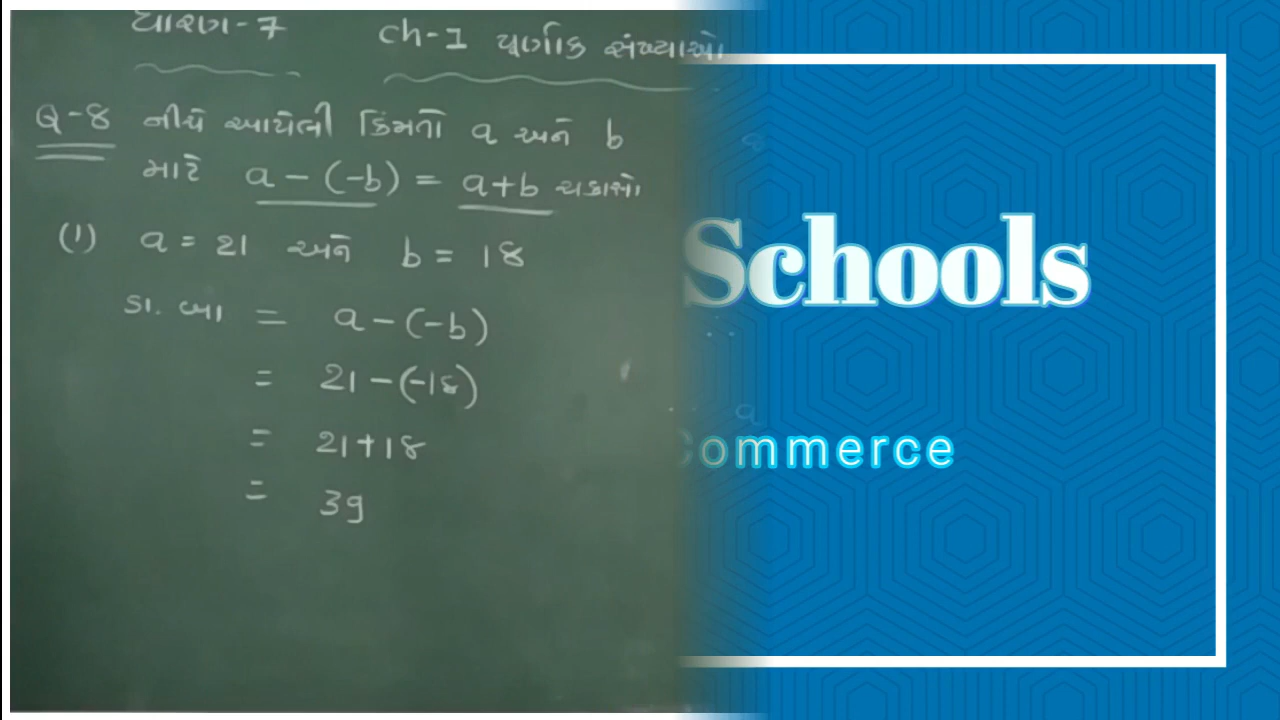 ધોરણ-7 ch-1 પૂર્ણાંક સંખ્યાઓ
Q-8 નીચે આપેલી કિંમતો a અને b
માટે a - (-b) = a+b ચકાસો
(1) a = 21 અને b = 18
ડા. બા = a - (-b)
= 21 - (-18)
= 21 + 18
= 39
Schools
Commerce